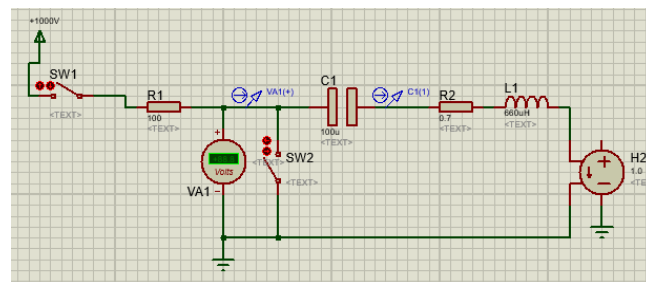 +1000V
SW1
<TEXT>
R1
100
<TEXT>
VA1(+)
C1
100u
<TEXT>
C1(1)
R2
0.7
<TEXT>
L1
660uH
<TEXT>
+
Volts
VA1
SW2
<TEXT>
<TEXT>
H2
1.0
<TE